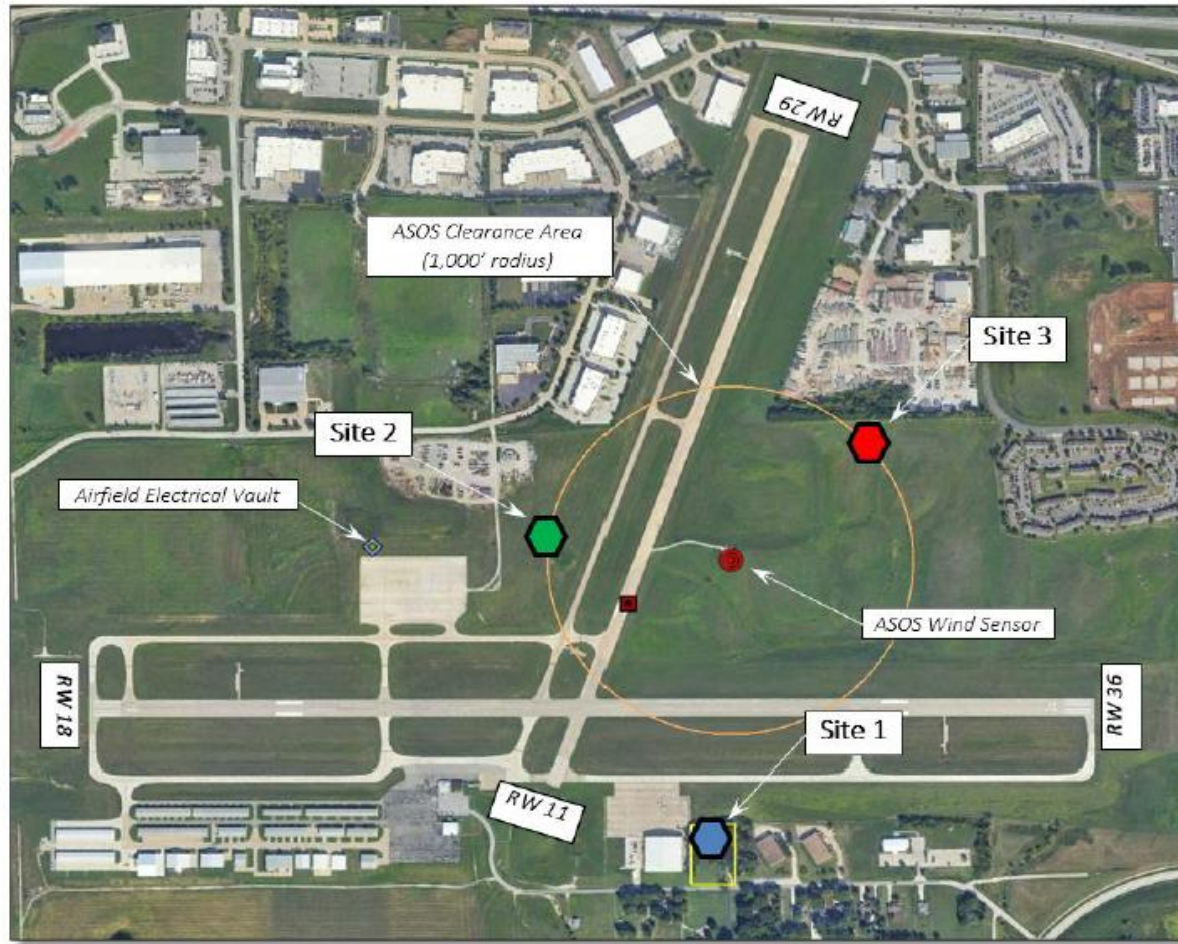 RW 29
ASOS Clearance Area
(1,000' radius)
Site 3
Site 2
Airfield Electrical Vault
ASOS Wind Sensor
RW 18
RW 36
Site 1
RW 11